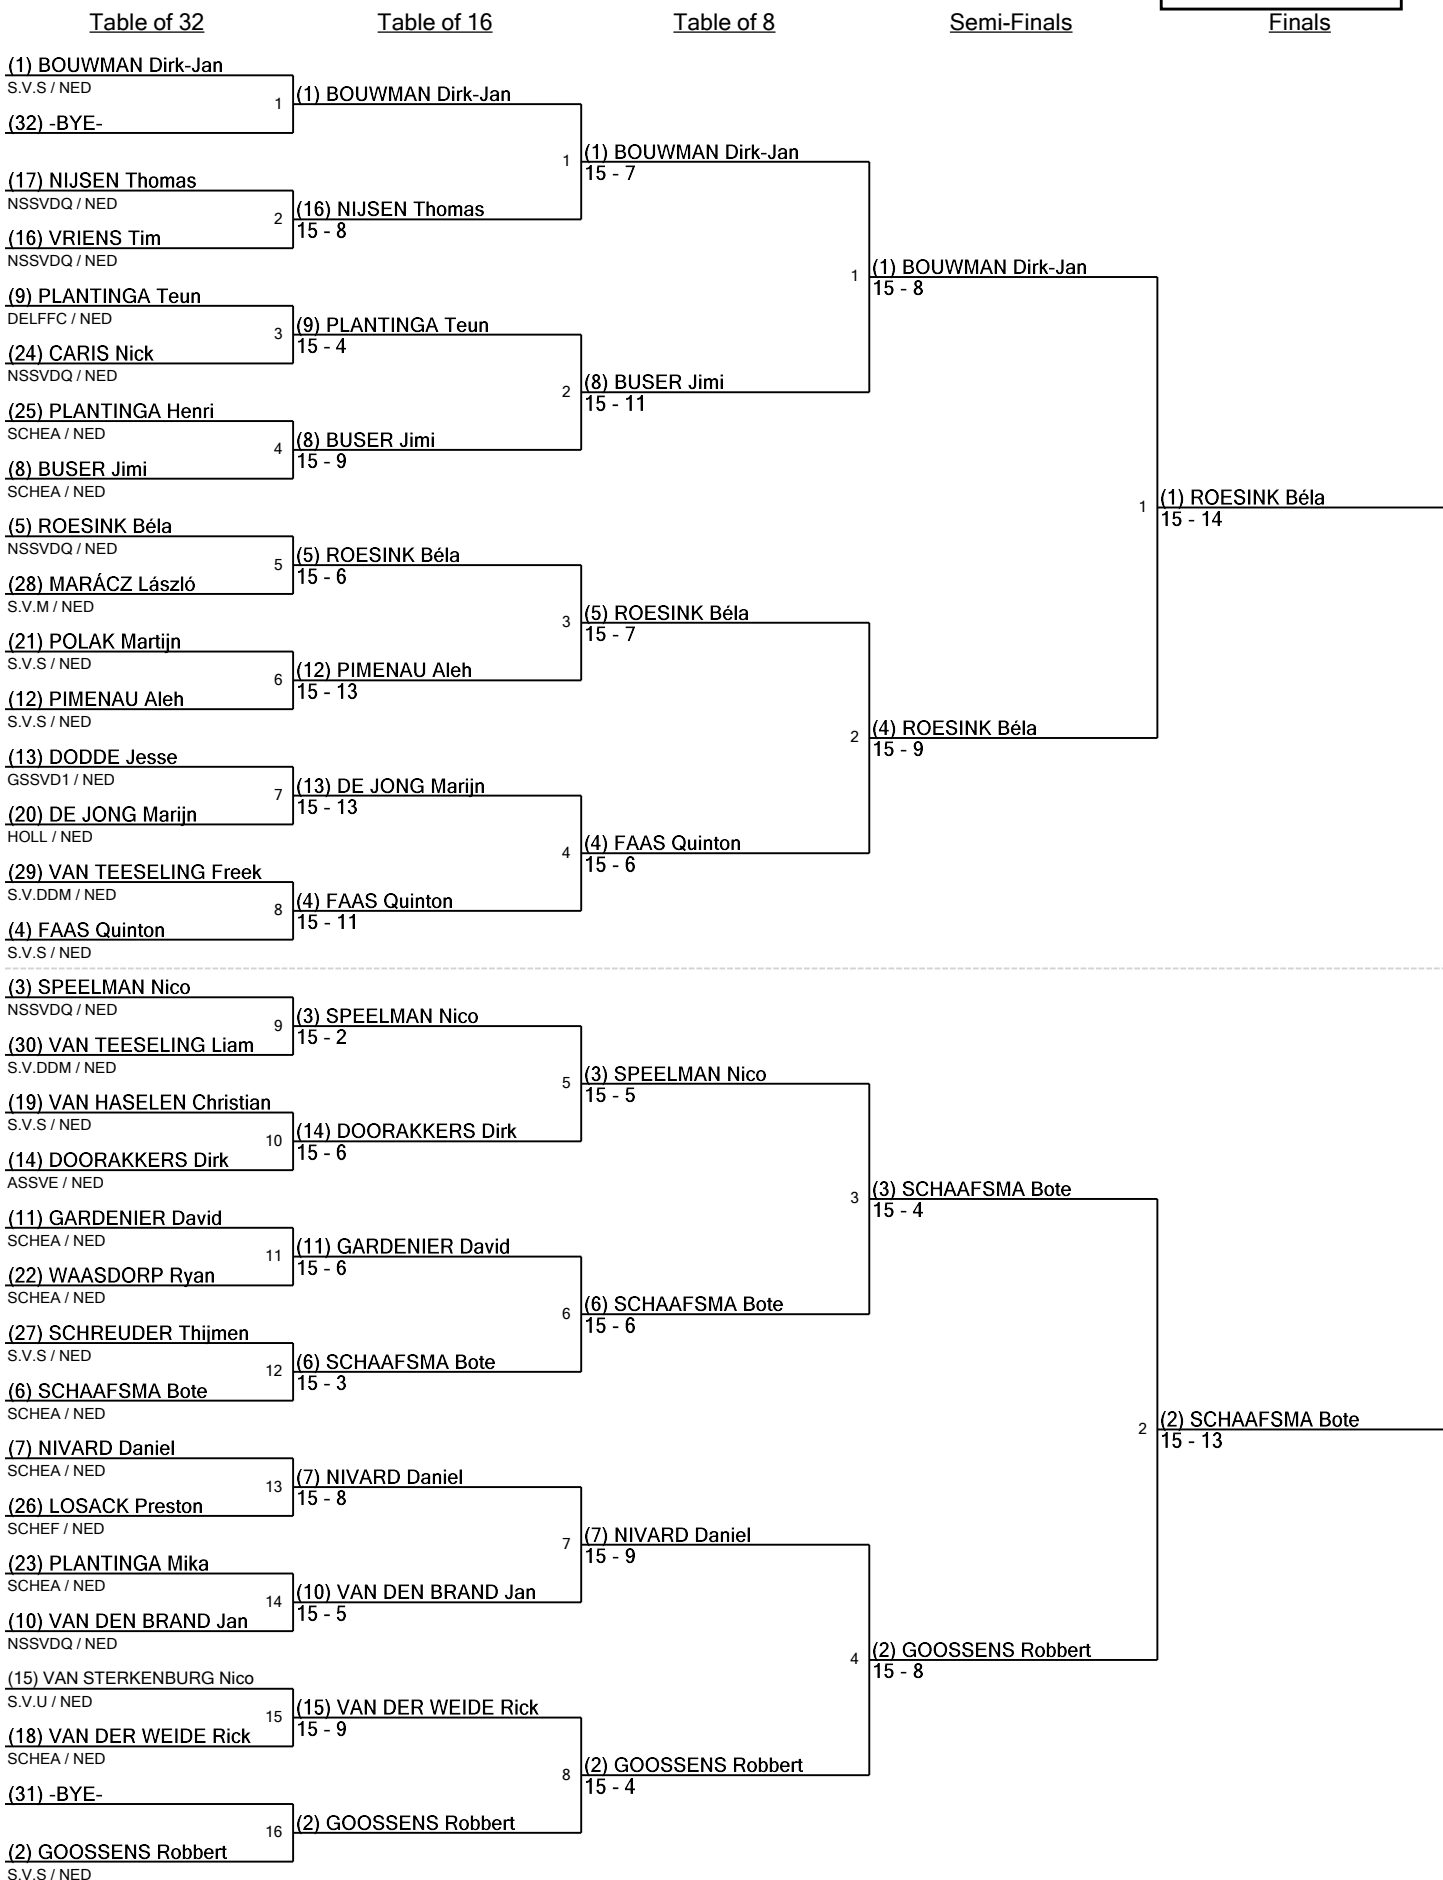 Table of 32
Table of 16
Table of 8
Semi-Finals
Finals
(1) BOUWMAN Dirk-Jan
S.V.S / NED
(32) -BYE-
1
(17) NIJSEN Thomas
NSSVDQ / NED
(16) VRIENS Tim
NSSVDQ / NED
2
(9) PLANTINGA Teun
DELFFC / NED
(24) CARIS Nick
NSSVDQ / NED
3
(25) PLANTINGA Henri
SCHEA / NED
(8) BUSER Jimi
SCHEA / NED
4
(5) ROESINK Béla
NSSVDQ / NED
(28) MARÁCZ László
S.V.M / NED
5
(21) POLAK Martijn
S.V.S / NED
(12) PIMENAU Aleh
S.V.S / NED
6
(13) DODDE Jesse
GSSVD1 / NED
(20) DE JONG Marijn
HOLL / NED
7
(29) VAN TEESELING Freek
S.V.DDM / NED
(4) FAAS Quinton
S.V.S / NED
8
(3) SPEELMAN Nico
NSSVDQ / NED
(30) VAN TEESELING Liam
S.V.DDM / NED
9
(19) VAN HASELEN Christian
S.V.S / NED
(14) DOORAKKERS Dirk
ASSVE / NED
10
(11) GARDENIER David
SCHEA / NED
(22) WAASDORP Ryan
SCHEA / NED
11
(27) SCHREUDER Thijmen
S.V.S / NED
(6) SCHAAFSMA Bote
SCHEA / NED
12
(7) NIVARD Daniel
SCHEA / NED
(26) LOSACK Preston
SCHEF / NED
13
(23) PLANTINGA Mika
SCHEA / NED
(10) VAN DEN BRAND Jan
NSSVDQ / NED
14
(15) VAN STERKENBURG Nico
S.V.U / NED
(18) VAN DER WEIDE Rick
SCHEA / NED
15
(31) -BYE-
(2) GOOSSENS Robbert
S.V.S / NED
16
(1) BOUWMAN Dirk-Jan
(16) NIJSEN Thomas
15 - 8
1
(9) PLANTINGA Teun
15 - 4
(8) BUSER Jimi
15 - 9
2
(5) ROESINK Béla
15 - 6
(12) PIMENAU Aleh
15 - 13
3
(13) DE JONG Marijn
15 - 13
(4) FAAS Quinton
15 - 11
4
(3) SPEELMAN Nico
15 - 2
(14) DOORAKKERS Dirk
15 - 6
5
(11) GARDENIER David
15 - 6
(6) SCHAAFSMA Bote
15 - 3
6
(7) NIVARD Daniel
15 - 8
(10) VAN DEN BRAND Jan
15 - 5
7
(15) VAN DER WEIDE Rick
15 - 9
(2) GOOSSENS Robbert
8
(1) BOUWMAN Dirk-Jan
15 - 7
(8) BUSER Jimi
15 - 11
1
(5) ROESINK Béla
15 - 7
(4) FAAS Quinton
15 - 6
2
(3) SPEELMAN Nico
15 - 5
(6) SCHAAFSMA Bote
15 - 6
3
(7) NIVARD Daniel
15 - 9
(2) GOOSSENS Robbert
15 - 4
4
(1) BOUWMAN Dirk-Jan
15 - 8
(4) ROESINK Béla
15 - 9
1
(3) SCHAAFSMA Bote
15 - 4
(2) GOOSSENS Robbert
15 - 8
2
(1) ROESINK Béla
15 - 14
(2) SCHAAFSMA Bote
15 - 13